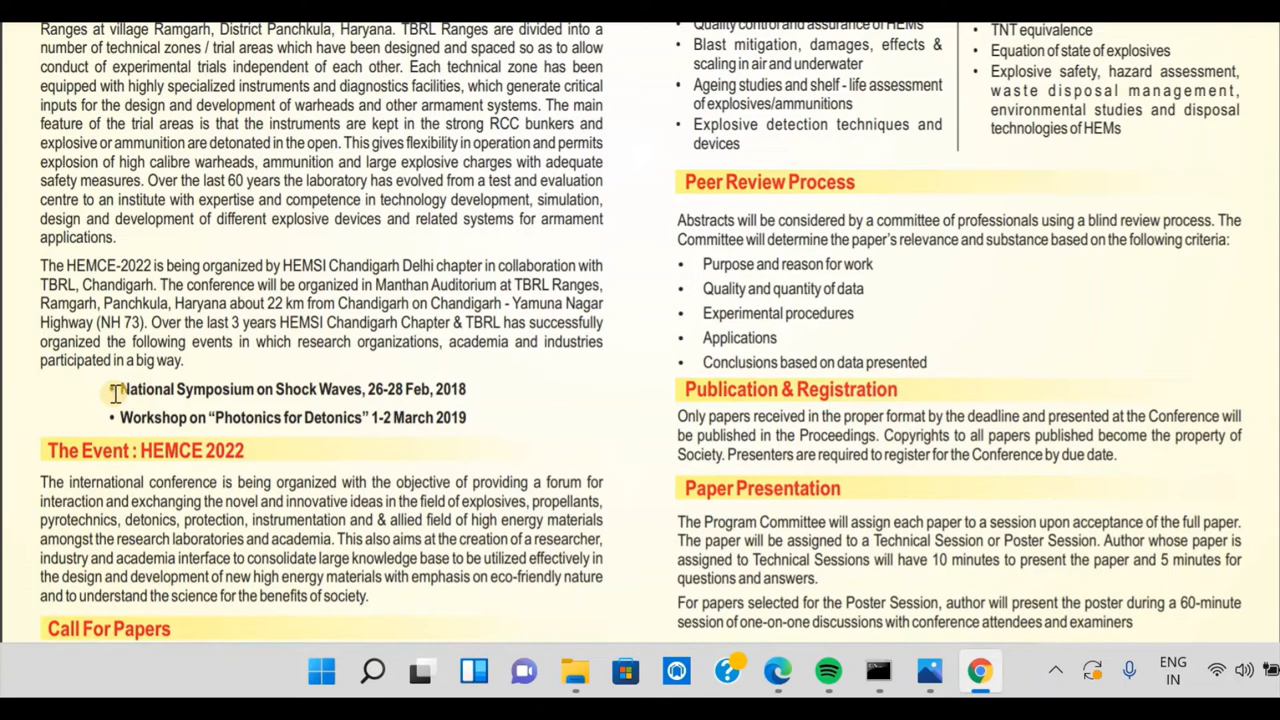 Ranges at village Ramgarh, District Panchkula, Haryana. TBRL Ranges are divided into a
number of technical zones / trial areas which have been designed and spaced so as to allow
conduct of experimental trials independent of each other. Each technical zone has been
equipped with highly specialized instruments and diagnostics facilities, which generate critical
inputs for the design and development of warheads and other armament systems. The main
feature of the trial areas is that the instruments are kept in the strong RCC bunkers and
explosive or ammunition are detonated in the open. This gives flexibility in operation and permits
explosion of high calibre warheads, ammunition and large explosive charges with adequate
safety measures. Over the last 60 years the laboratory has evolved from a test and evaluation
centre to an institute with expertise and competence in technology development, simulation,
design and development of different explosive devices and related systems for armament
applications.
The HEMCE-2022 is being organized by HEMSI Chandigarh Delhi chapter in collaboration with
TBRL, Chandigarh. The conference will be organized in Manthan Auditorium at TBRL Ranges,
Ramgarh, Panchkula, Haryana about 22 km from Chandigarh on Chandigarh - Yamuna Nagar
Highway (NH 73). Over the last 3 years HEMSI Chandigarh Chapter & TBRL has successfully
organized the following events in which research organizations, academia and industries
participated in a big way.
• National Symposium on Shock Waves, 26-28 Feb, 2018
• Workshop on “Photonics for Detonics” 1-2 March 2019
The Event : HEMCE 2022
The international conference is being organized with the objective of providing a forum for
interaction and exchanging the novel and innovative ideas in the field of explosives, propellants,
pyrotechnics, detonics, protection, instrumentation and & allied field of high energy materials
amongst the research laboratories and academia. This also aims at the creation of a researcher,
industry and academia interface to consolidate large knowledge base to be utilized effectively in
the design and development of new high energy materials with emphasis on eco-friendly nature
and to understand the science for the benefits of society.
Call For Papers
Quality control and assurance of HEMs
• Blast mitigation, damages, effects &
scaling in air and underwater
• Ageing studies and shelf - life assessment
of explosives/ammunitions
• Explosive detection techniques and
devices
• TNT equivalence
• Equation of state of explosives
• Explosive safety, hazard assessment,
waste disposal management,
environmental studies and disposal
technologies of HEMs
Peer Review Process
Abstracts will be considered by a committee of professionals using a blind review process. The
Committee will determine the paper's relevance and substance based on the following criteria:
• Purpose and reason for work
• Quality and quantity of data
• Experimental procedures
• Applications
• Conclusions based on data presented
Publication & Registration
Only papers received in the proper format by the deadline and presented at the Conference will
be published in the Proceedings. Copyrights to all papers published become the property of
Society. Presenters are required to register for the Conference by due date.
Paper Presentation
The Program Committee will assign each paper to a session upon acceptance of the full paper.
The paper will be assigned to a Technical Session or Poster Session. Author whose paper is
assigned to Technical Sessions will have 10 minutes to present the paper and 5 minutes for
questions and answers.
For papers selected for the Poster Session, author will present the poster during a 60-minute
session of one-on-one discussions with conference attendees and examiners
ENG
IN